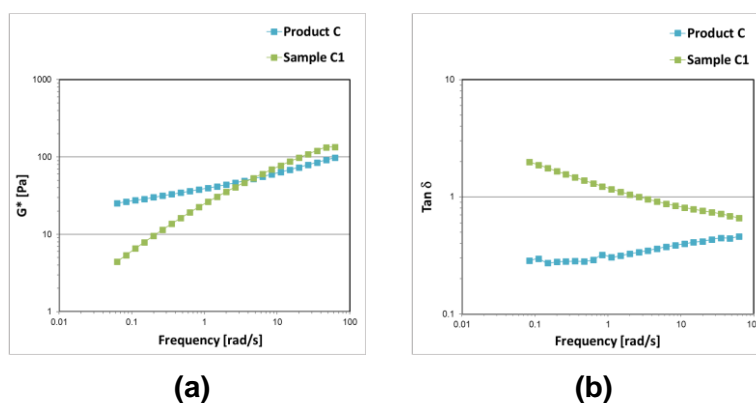 Product C
Sample C1
1000
100
10
1
G* [Pa]
0.01
0.1
1
10
100
Frequency [rad/s]
(a)
Product C
Sample C1
10
1
0.1
Tan δ
0.01
0.1
1
10
100
Frequency [rad/s]
(b)